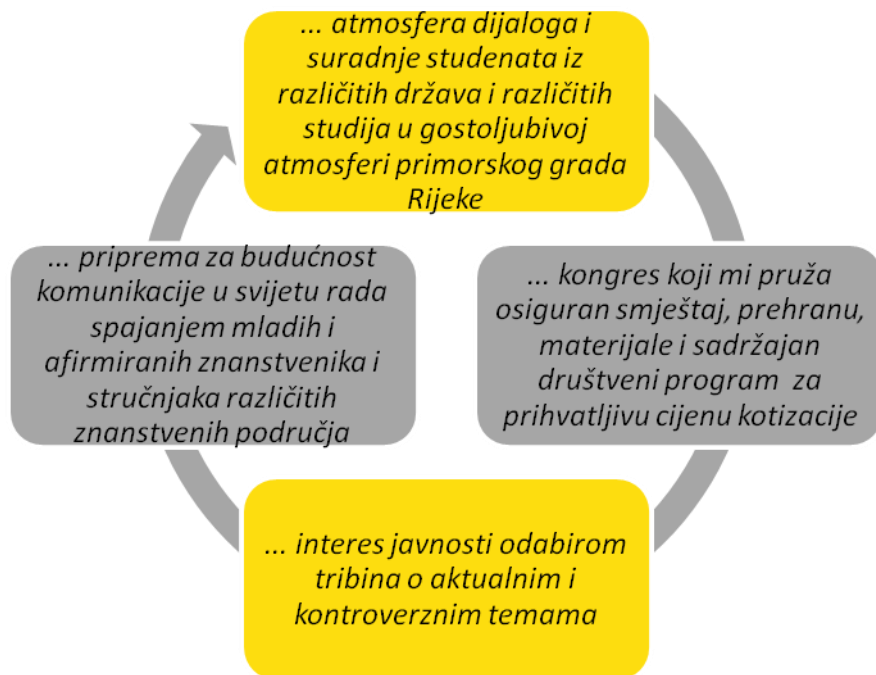 ... atmosfera dijaloga i
suradnje studenata iz
različitih država i različitih
studija u gostoljubivoj
atmosferi primorskog grada
Rijeke
... kongres koji mi pruža
osiguran smještaj, prehranu,
materijale i sadržajan
društveni program za
prihvatljivu cijenu kotizacije
... interes javnosti odabirom
tribina o aktualnim i
kontroverznim temama
... priprema za budućnost
komunikacije u svijetu rada
spajanjem mladih i
afirmiranih znanstvenika i
stručnjaka različitih
znanstvenih područja